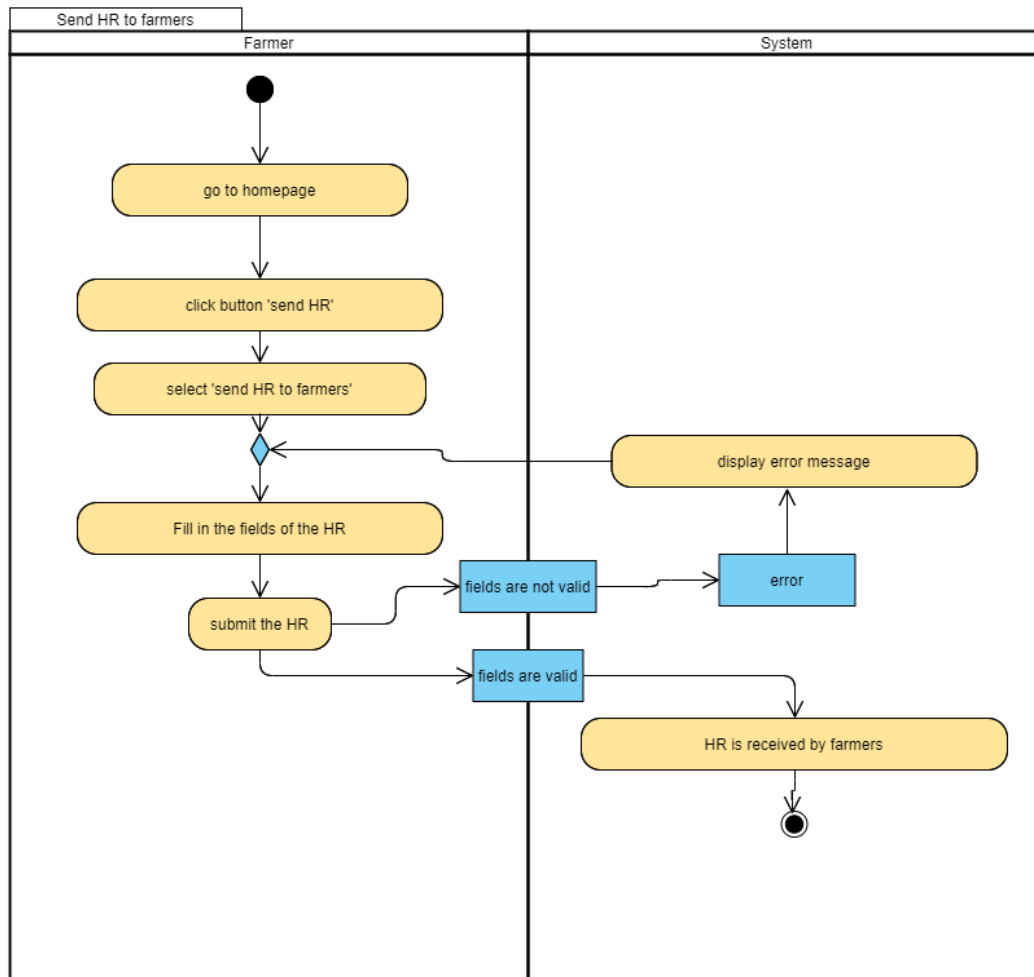 Send HR to farmers
Farmer
System
go to homepage
click button 'send HR'
select 'send HR to farmers'
display error message
Fill in the fields of the HR
fields are not valid
error
submit the HR
fields are valid
HR is received by farmers